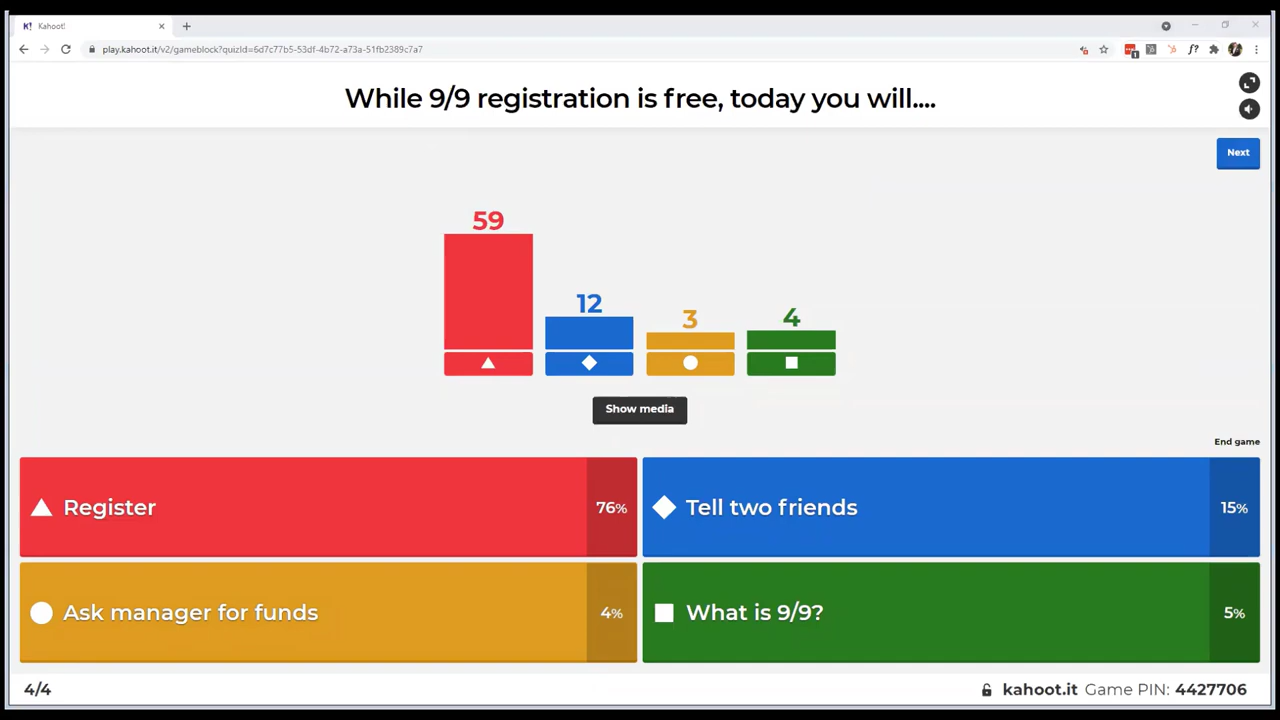 Kahoot!
play.kahoot.it/v2/gameblock?quizId=6d7c77b5-53df-4b72-a73a-51fb2389c7a7
While 9/9 registration is free, today you will....
Next
59
12
3
4
Show media
End game
Register
76%
Tell two friends
15%
Ask manager for funds
4%
What is 9/9?
5%
4/4
kahoot.it Game PIN: 4427706